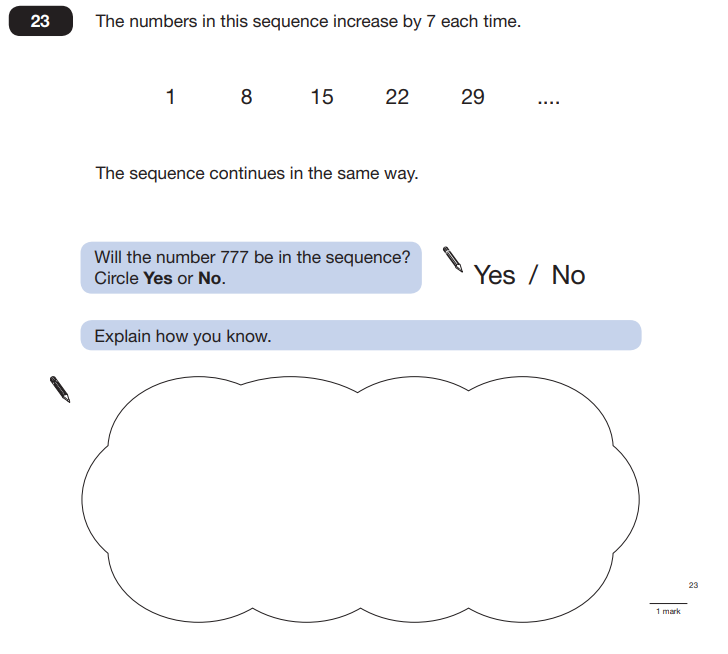 23 The numbers in this sequence increase by 7 each time.
1 8 15 22 29 ....
The sequence continues in the same way.
Will the number 777 be in the sequence?
Circle Yes or No.
Yes / No
Explain how you know.
23
1 mark